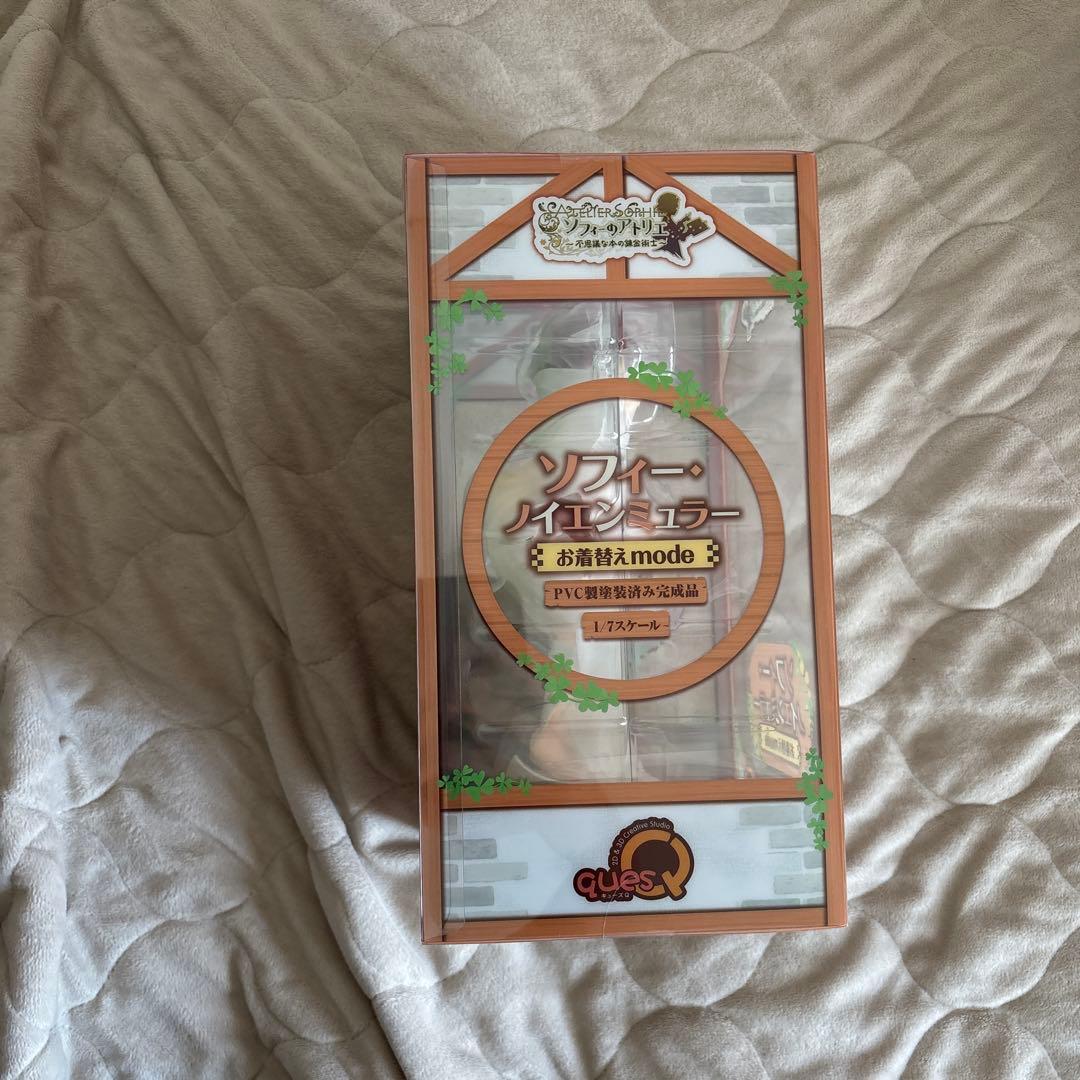 ATELIER SOPHIE
ソフィーのアトリエ
～不思議な本の錬金術士～
ソフィー・
ノイエンミュラー
お着替えmode
PVC製塗装済み完成品
1/7スケール
2D & 3D Creative Studio
quesQ
キューズQ